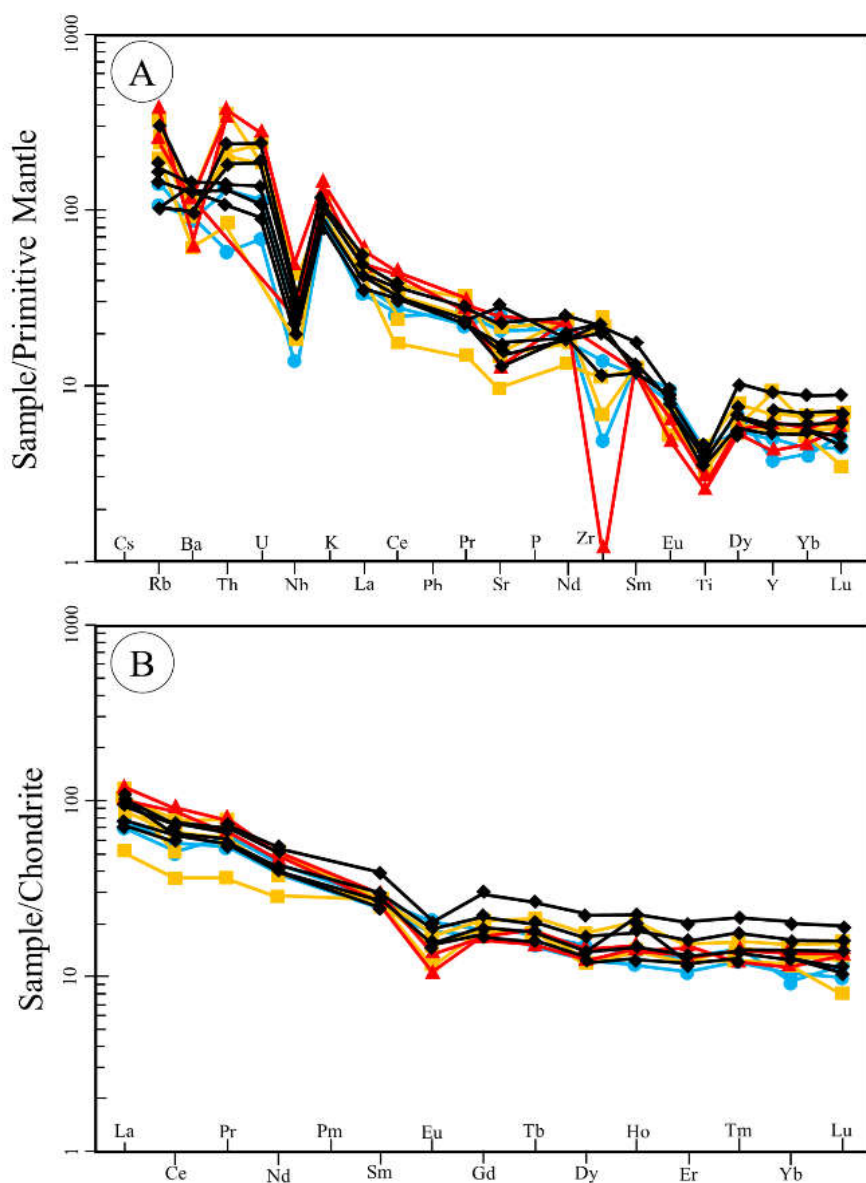 A
Sample/Primitive Mantle
1000
100
10
1
Cs Ba U K Ce Pr P Zr Eu Dy Yb
Rb Th Nb La Pb Sr Nd Sm Ti Y Lu
B
Sample/Chondrite
1000
100
10
1
La Pr Pm Eu Tb Ho Tm Lu
Ce Nd Sm Gd Dy Er Yb